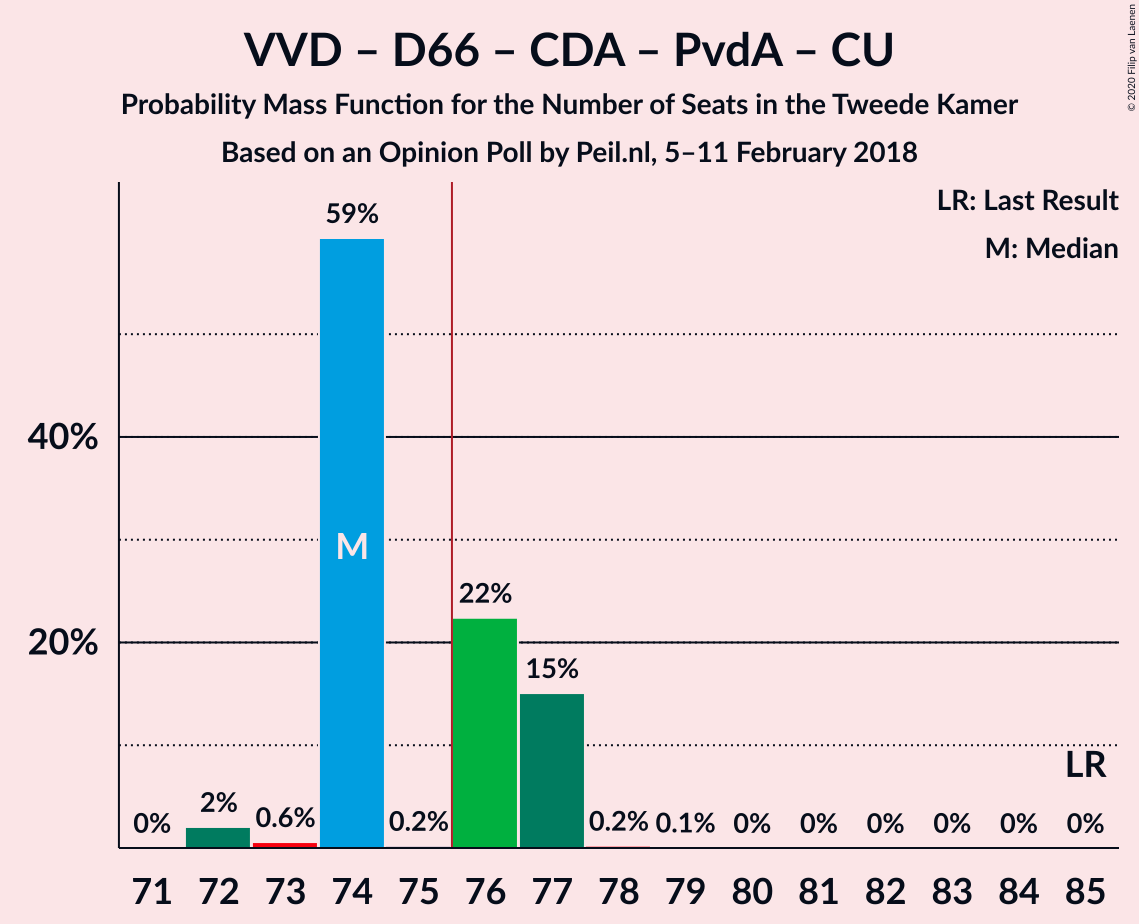 VVD – D66 – CDA – PvdA – CU
Probability Mass Function for the Number of Seats in the Tweede Kamer
Based on an Opinion Poll by Peil.nl, 5–11 February 2018
© 2020 Filip van Laenen
LR: Last Result
M: Median
59%
40%
M
22%
20%
15%
LR
0% 2% 0.6% 0.2% 0.2% 0.1% 0% 0% 0% 0% 0% 0%
71 72 73 74 75 76 77 78 79 80 81 82 83 84 85